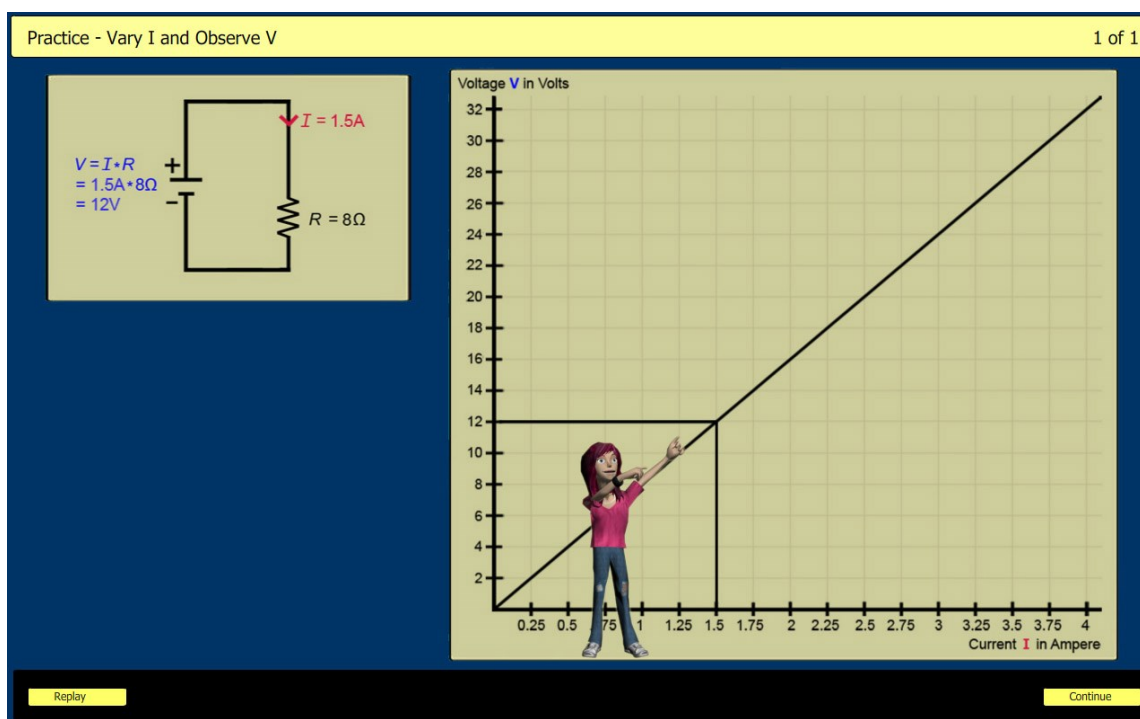 Practice - Vary I and Observe V
1 of 1
I = 1.5A
V = I*R
= 1.5A*8Ω
= 12V
+
−
R = 8Ω
Voltage V in Volts
32
30
28
26
24
22
20
18
16
14
12
10
8
6
4
2
0.25 0.5 75 1 1.25 1.5 1.75 2 2.25 2.5 2.75 3 3.25 3.5 3.75 4
Current I in Ampere
Replay
Continue